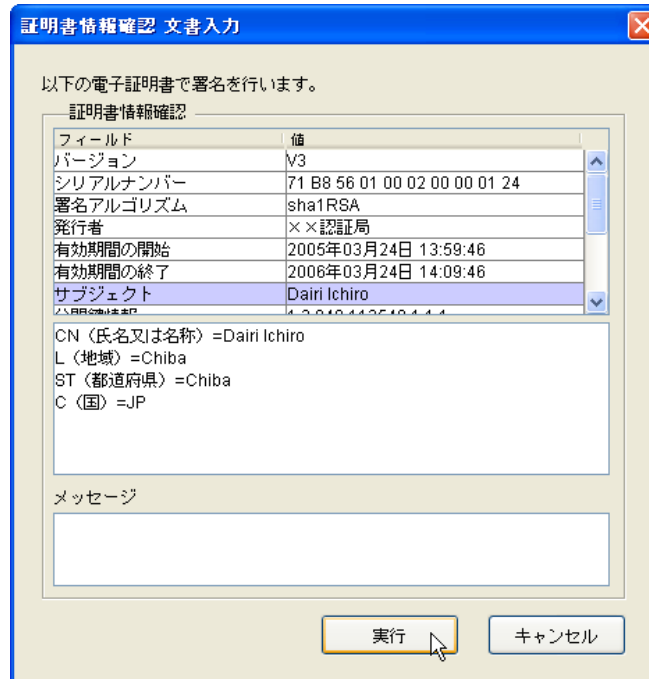 証明書情報確認 文書入力
以下の電子証明書で署名を行います。
証明書情報確認
フィールド 値
バージョン V3
シリアルナンバー 71 B8 56 01 00 02 00 00 01 24
署名アルゴリズム sha1RSA
発行者 ××認証局
有効期間の開始 2005年03月24日 13:59:46
有効期間の終了 2006年03月24日 14:09:46
サブジェクト Dairi Ichiro
CN（氏名又は名称）=Dairi Ichiro
L（地域）=Chiba
ST（都道府県）=Chiba
C（国）=JP
メッセージ
実行 キャンセル